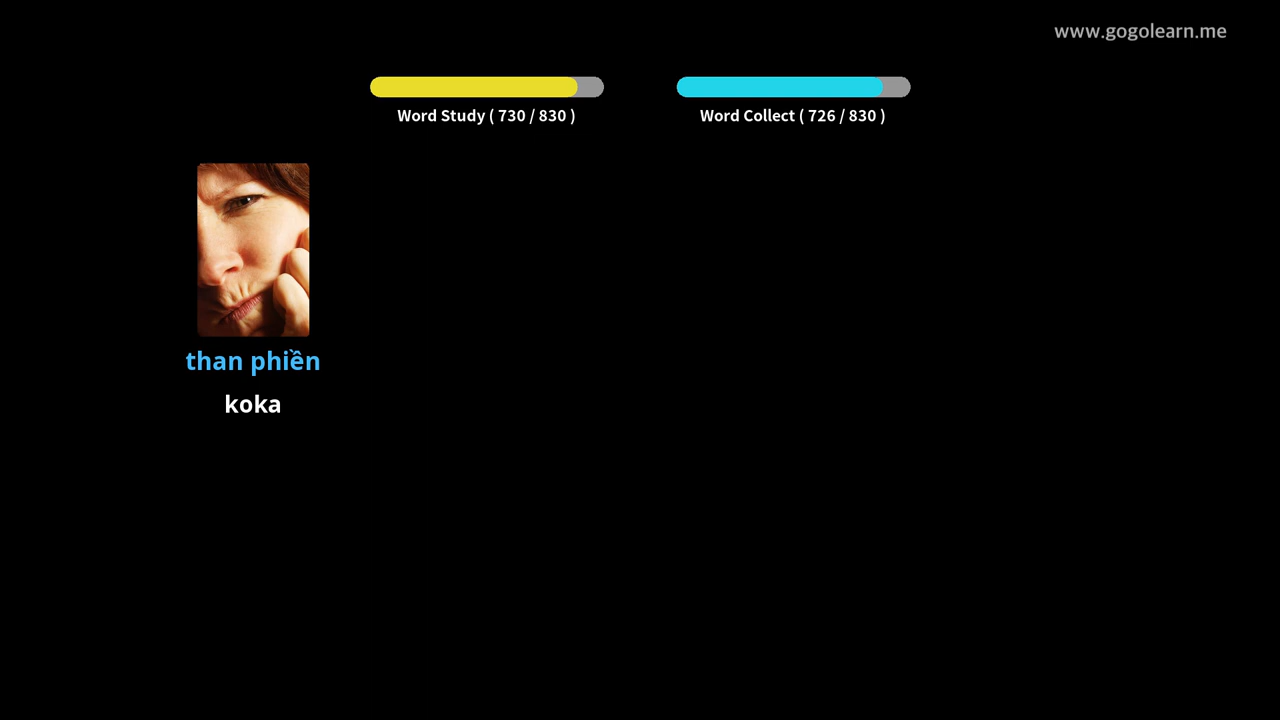 www.gogolearn.me
Word Study ( 730 / 830 )
Word Collect ( 726 / 830 )
than phiền
koka